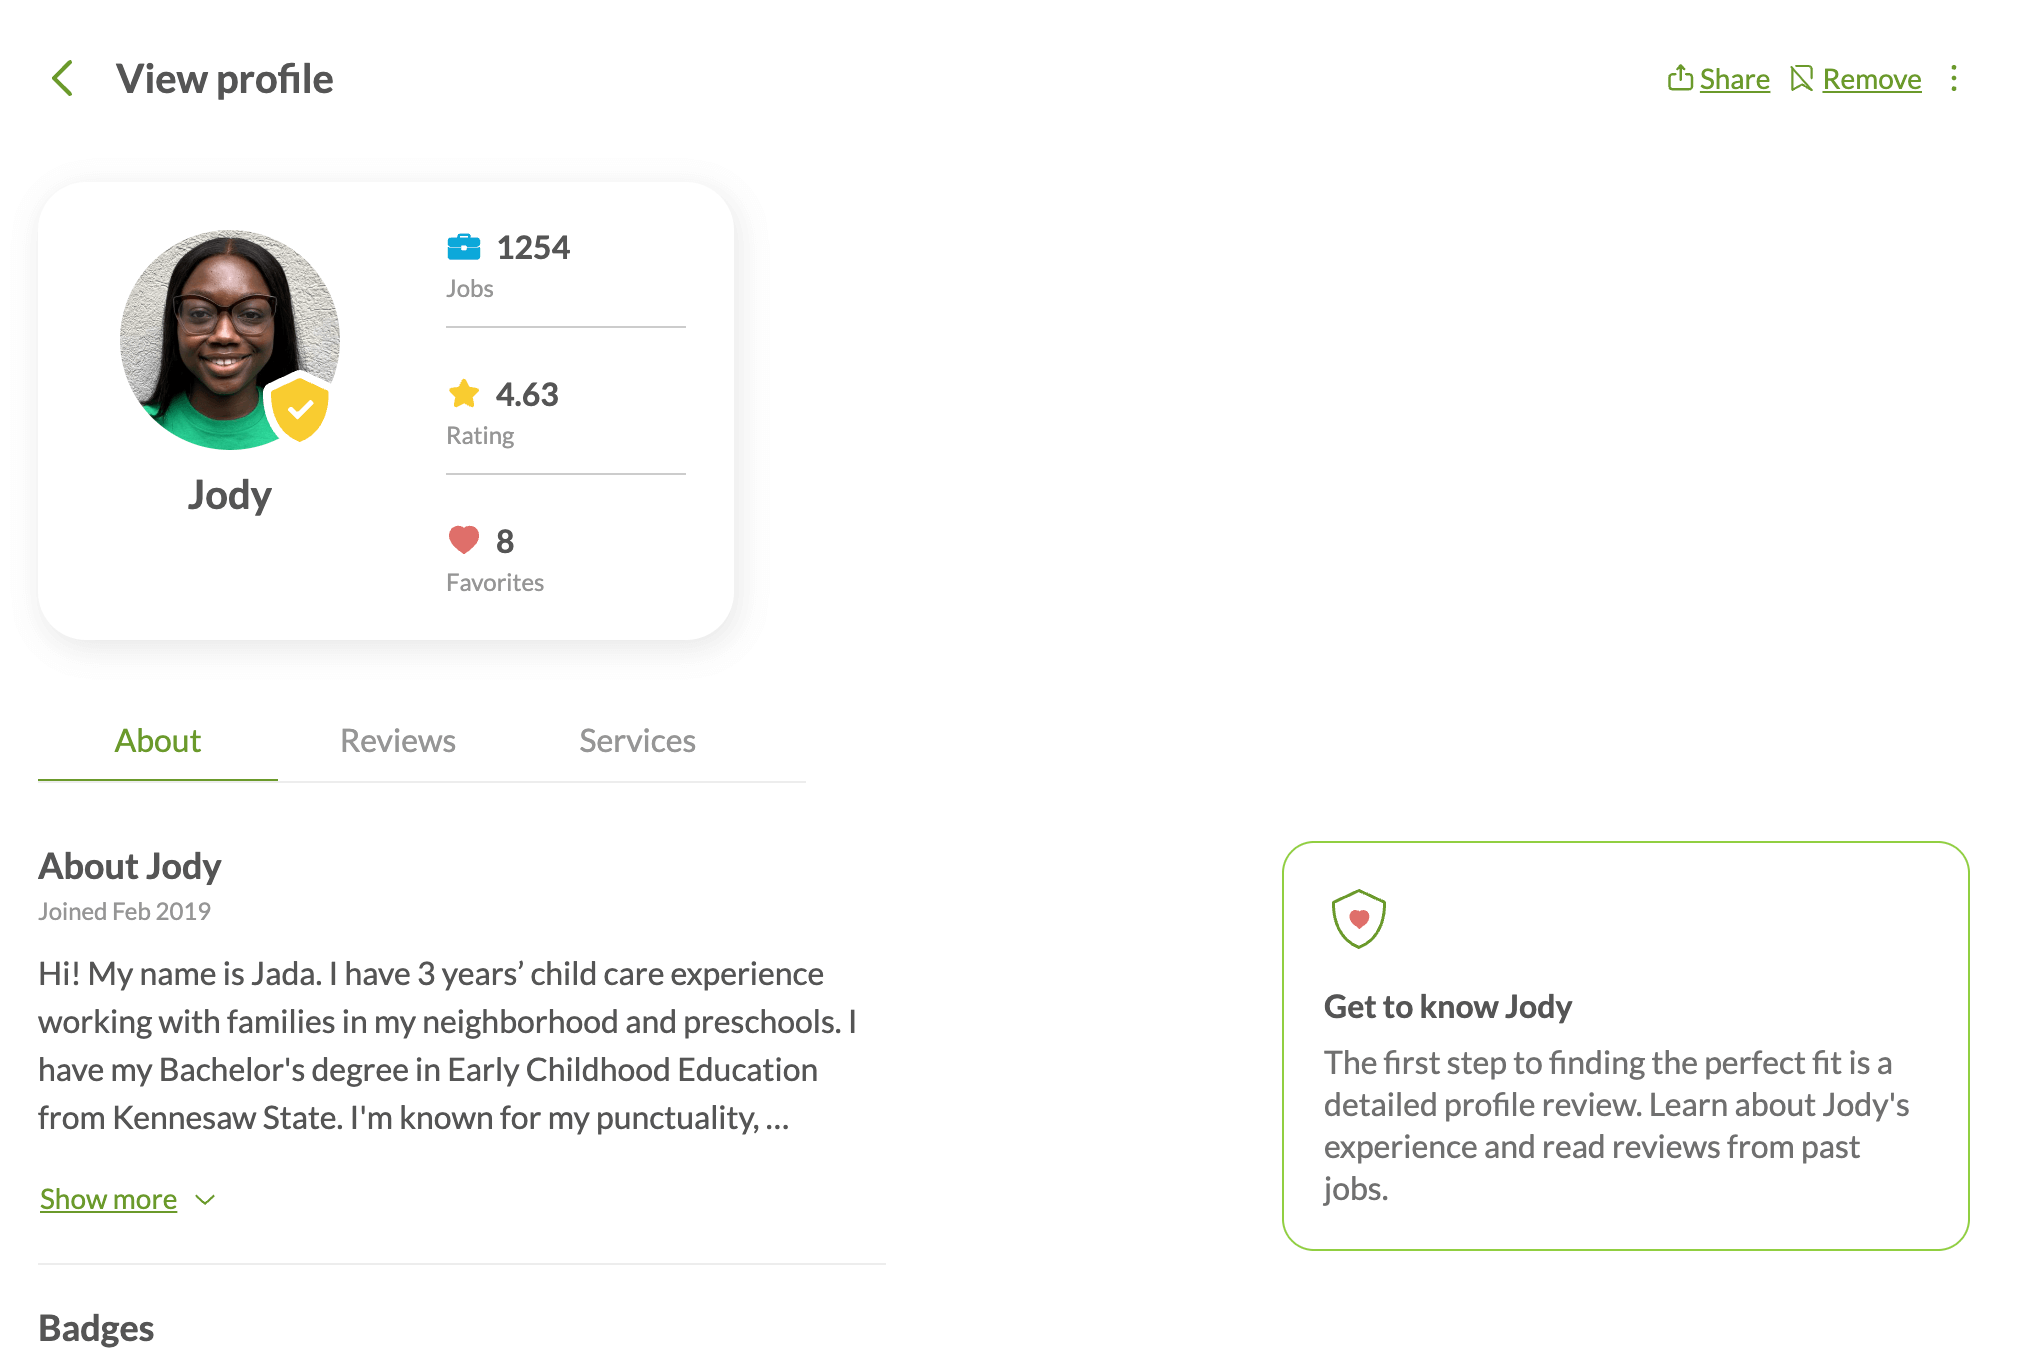 View profile
Share Remove
1254
Jobs
4.63
Rating
8
Favorites
Jody
About Reviews Services
About Jody
Joined Feb 2019
Hi! My name is Jada. I have 3 years’ child care experience
working with families in my neighborhood and preschools. I
have my Bachelor's degree in Early Childhood Education
from Kennesaw State. I'm known for my punctuality, ...
Show more
Get to know Jody
The first step to finding the perfect fit is a
detailed profile review. Learn about Jody's
experience and read reviews from past
jobs.
Badges